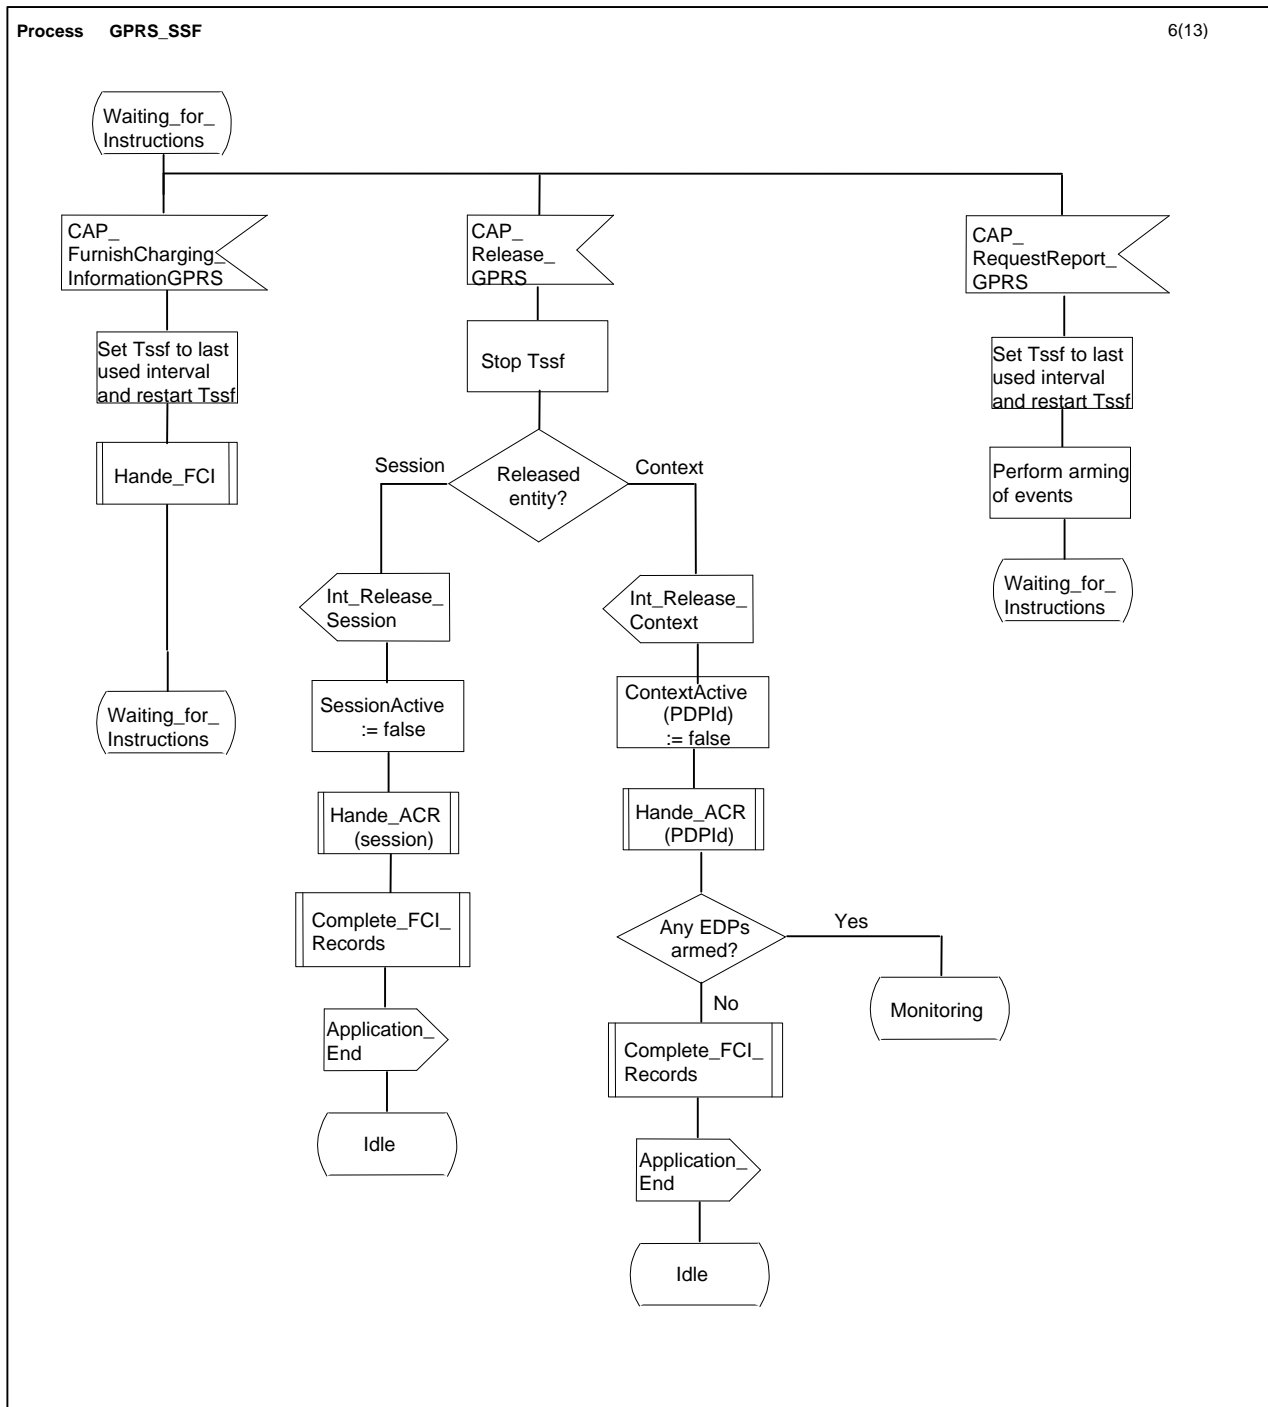 Process GPRS_SSF
6(13)
Waiting_for_
Instructions
CAP_
FurnishCharging_
InformationGPRS
Set Tssf to last
used interval
and restart Tssf
Hande_FCI
Waiting_for_
Instructions
CAP_
Release_
GPRS
Stop Tssf
Released
entity?
Session
Context
Int_Release_
Session
SessionActive
:= false
Hande_ACR
(session)
Complete_FCI_
Records
Application_
End
Idle
Int_Release_
Context
ContextActive
(PDPId)
:= false
Hande_ACR
(PDPId)
Any EDPs
armed?
Yes
Monitoring
No
Complete_FCI_
Records
Application_
End
Idle
CAP_
RequestReport_
GPRS
Set Tssf to last
used interval
and restart Tssf
Perform arming
of events
Waiting_for_
Instructions